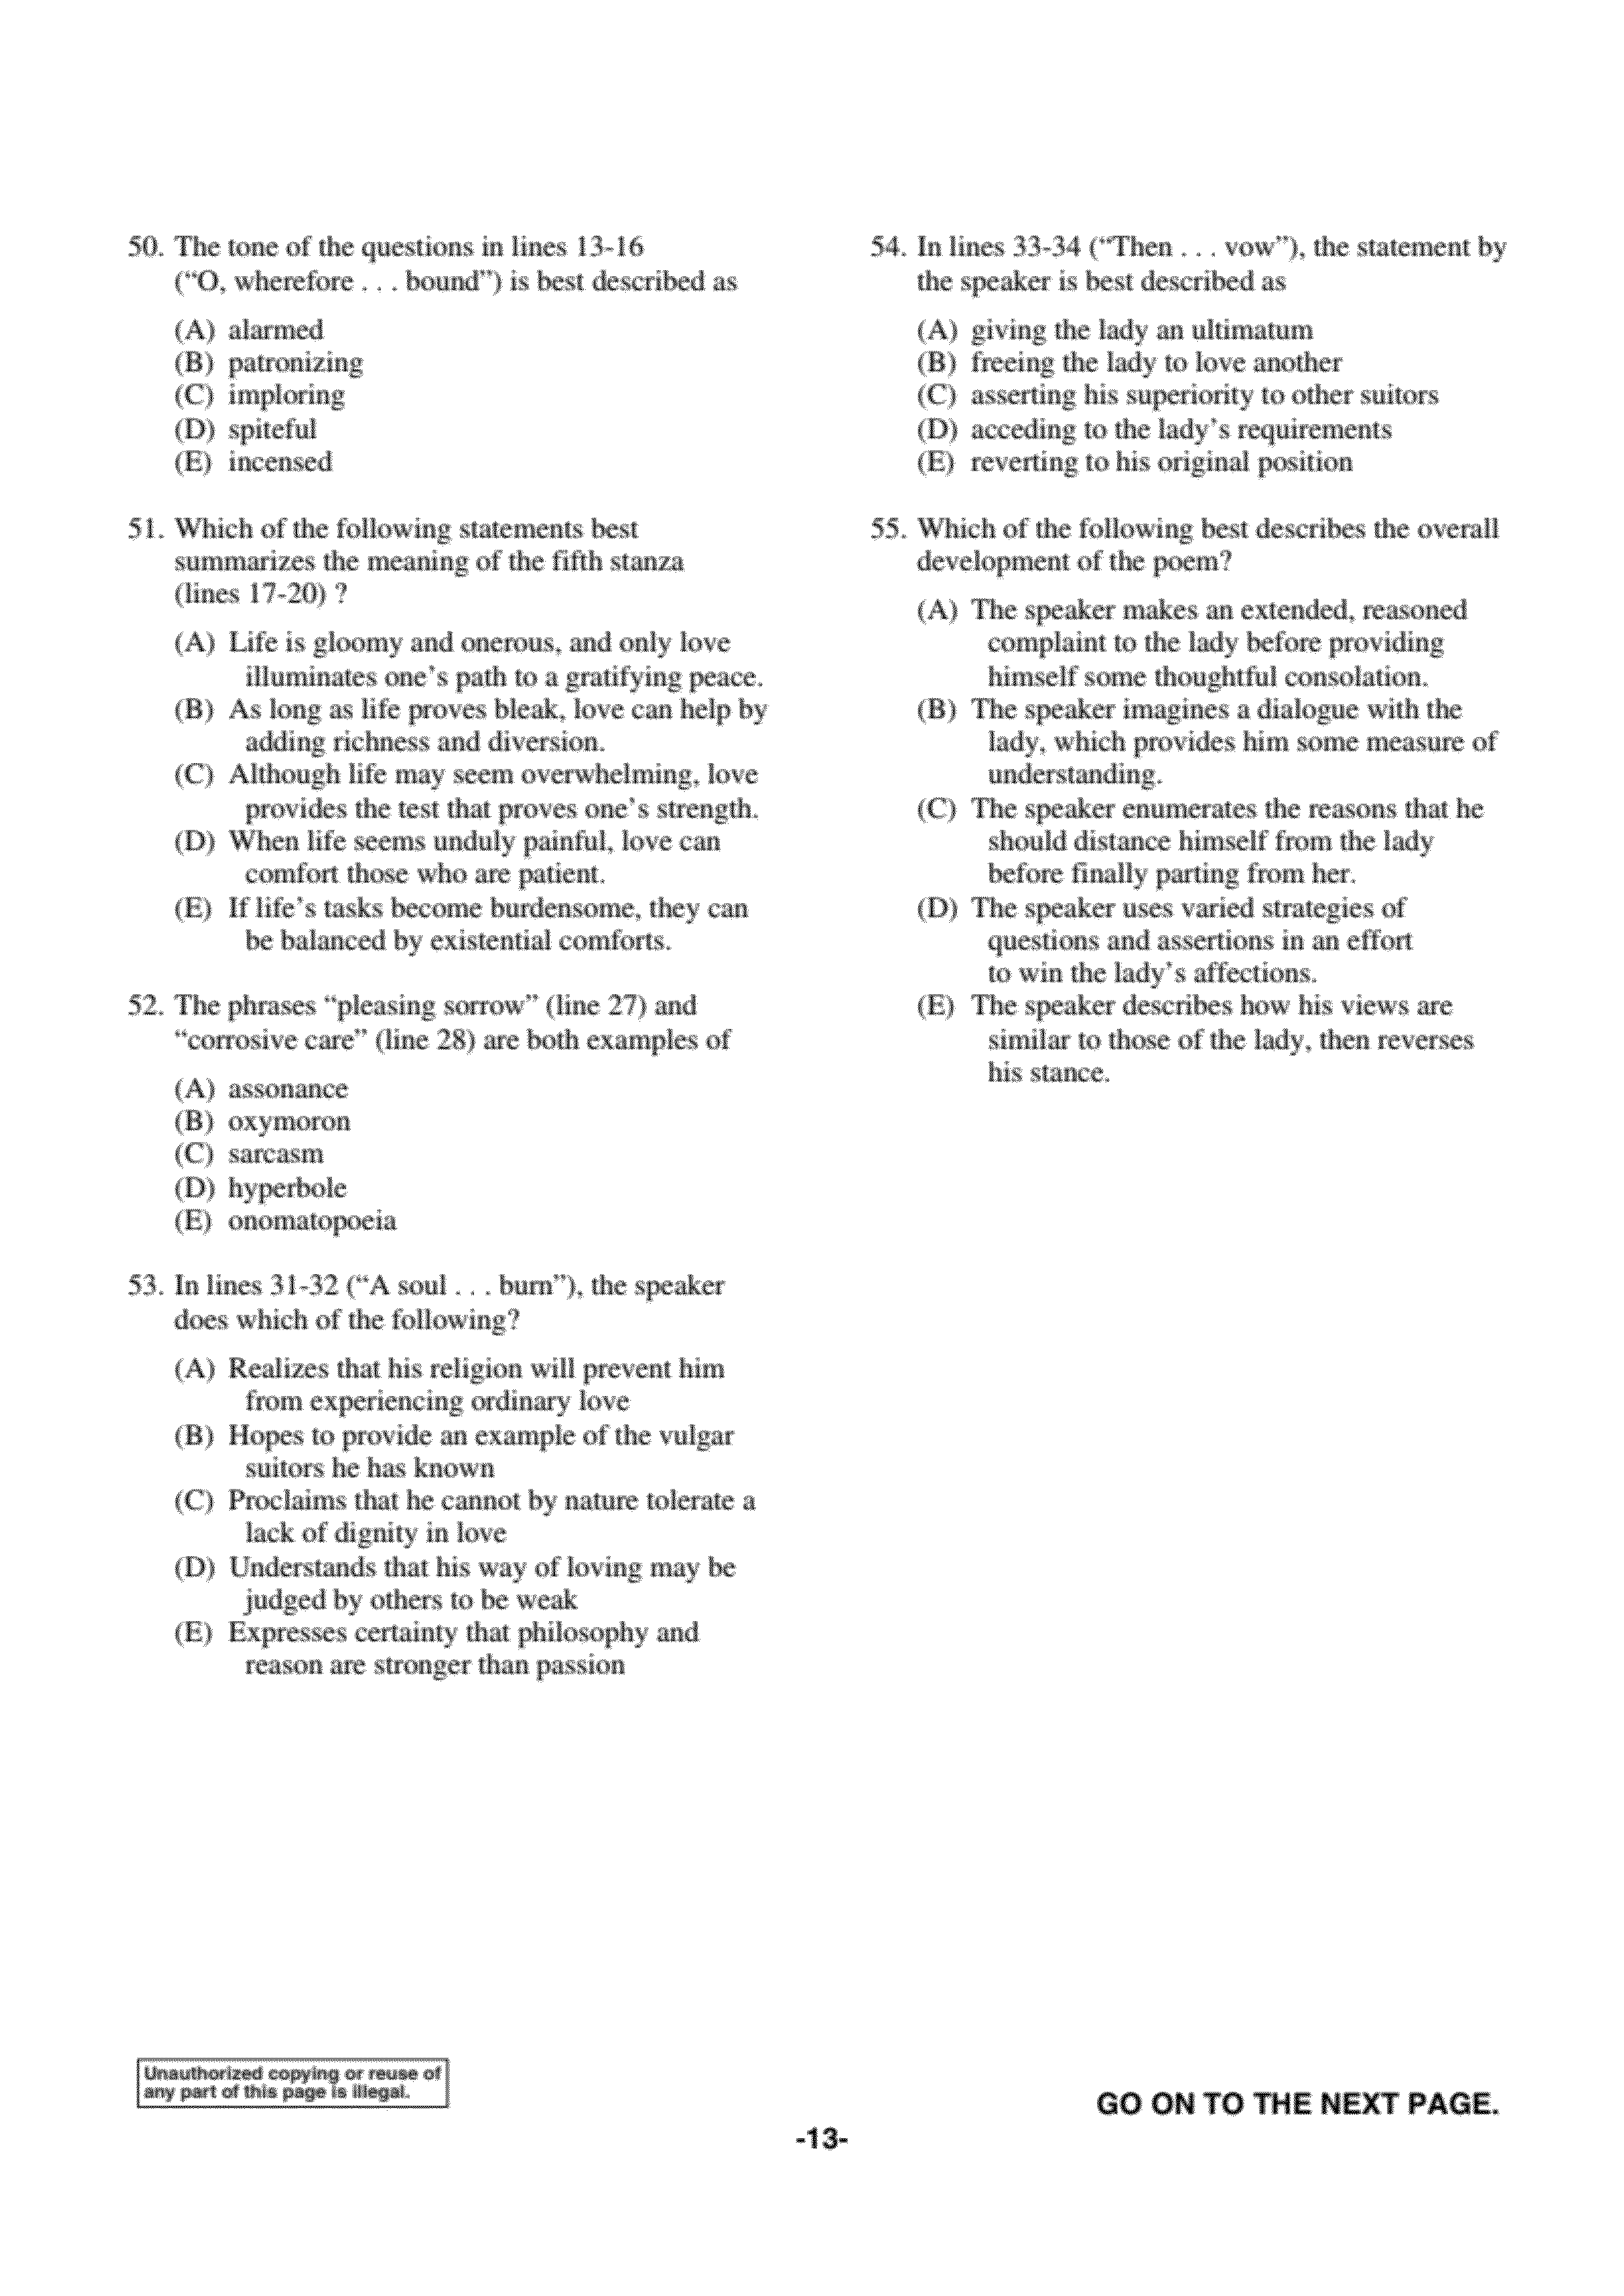 50. The tone of the questions in lines 13-16
(“O, wherefore . . . bound”) is best described as
(A) alarmed
(B) patronizing
(C) imploring
(D) spiteful
(E) incensed
51. Which of the following statements best
summarizes the meaning of the fifth stanza
(lines 17-20) ?
(A) Life is gloomy and onerous, and only love
illuminates one’s path to a gratifying peace.
(B) As long as life proves bleak, love can help by
adding richness and diversion.
(C) Although life may seem overwhelming, love
provides the test that proves one’s strength.
(D) When life seems unduly painful, love can
comfort those who are patient.
(E) If life’s tasks become burdensome, they can
be balanced by existential comforts.
52. The phrases “pleasing sorrow” (line 27) and
“corrosive care” (line 28) are both examples of
(A) assonance
(B) oxymoron
(C) sarcasm
(D) hyperbole
(E) onomatopoeia
53. In lines 31-32 (“A soul . . . burn”), the speaker
does which of the following?
(A) Realizes that his religion will prevent him
from experiencing ordinary love
(B) Hopes to provide an example of the vulgar
suitors he has known
(C) Proclaims that he cannot by nature tolerate a
lack of dignity in love
(D) Understands that his way of loving may be
judged by others to be weak
(E) Expresses certainty that philosophy and
reason are stronger than passion
54. In lines 33-34 (“Then . . . vow”), the statement by
the speaker is best described as
(A) giving the lady an ultimatum
(B) freeing the lady to love another
(C) asserting his superiority to other suitors
(D) acceding to the lady’s requirements
(E) reverting to his original position
55. Which of the following best describes the overall
development of the poem?
(A) The speaker makes an extended, reasoned
complaint to the lady before providing
himself some thoughtful consolation.
(B) The speaker imagines a dialogue with the
lady, which provides him some measure of
understanding.
(C) The speaker enumerates the reasons that he
should distance himself from the lady
before finally parting from her.
(D) The speaker uses varied strategies of
questions and assertions in an effort
to win the lady’s affections.
(E) The speaker describes how his views are
similar to those of the lady, then reverses
his stance.
Unauthorized copying or reuse of
any part of this page is illegal.
GO ON TO THE NEXT PAGE.
-13-